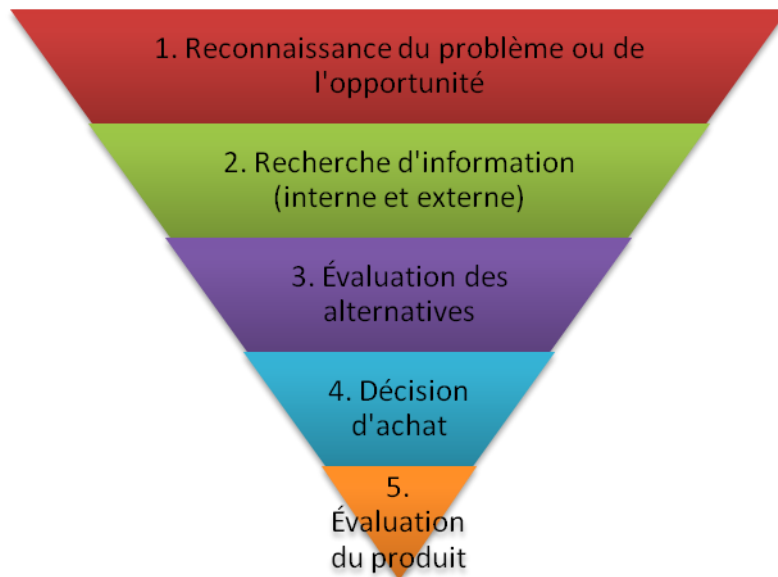 1. Reconnaissance du problème ou de
l'opportunité
2. Recherche d'information
(interne et externe)
3. Évaluation des
alternatives
4. Décision
d'achat
5.
Évaluation
du produit